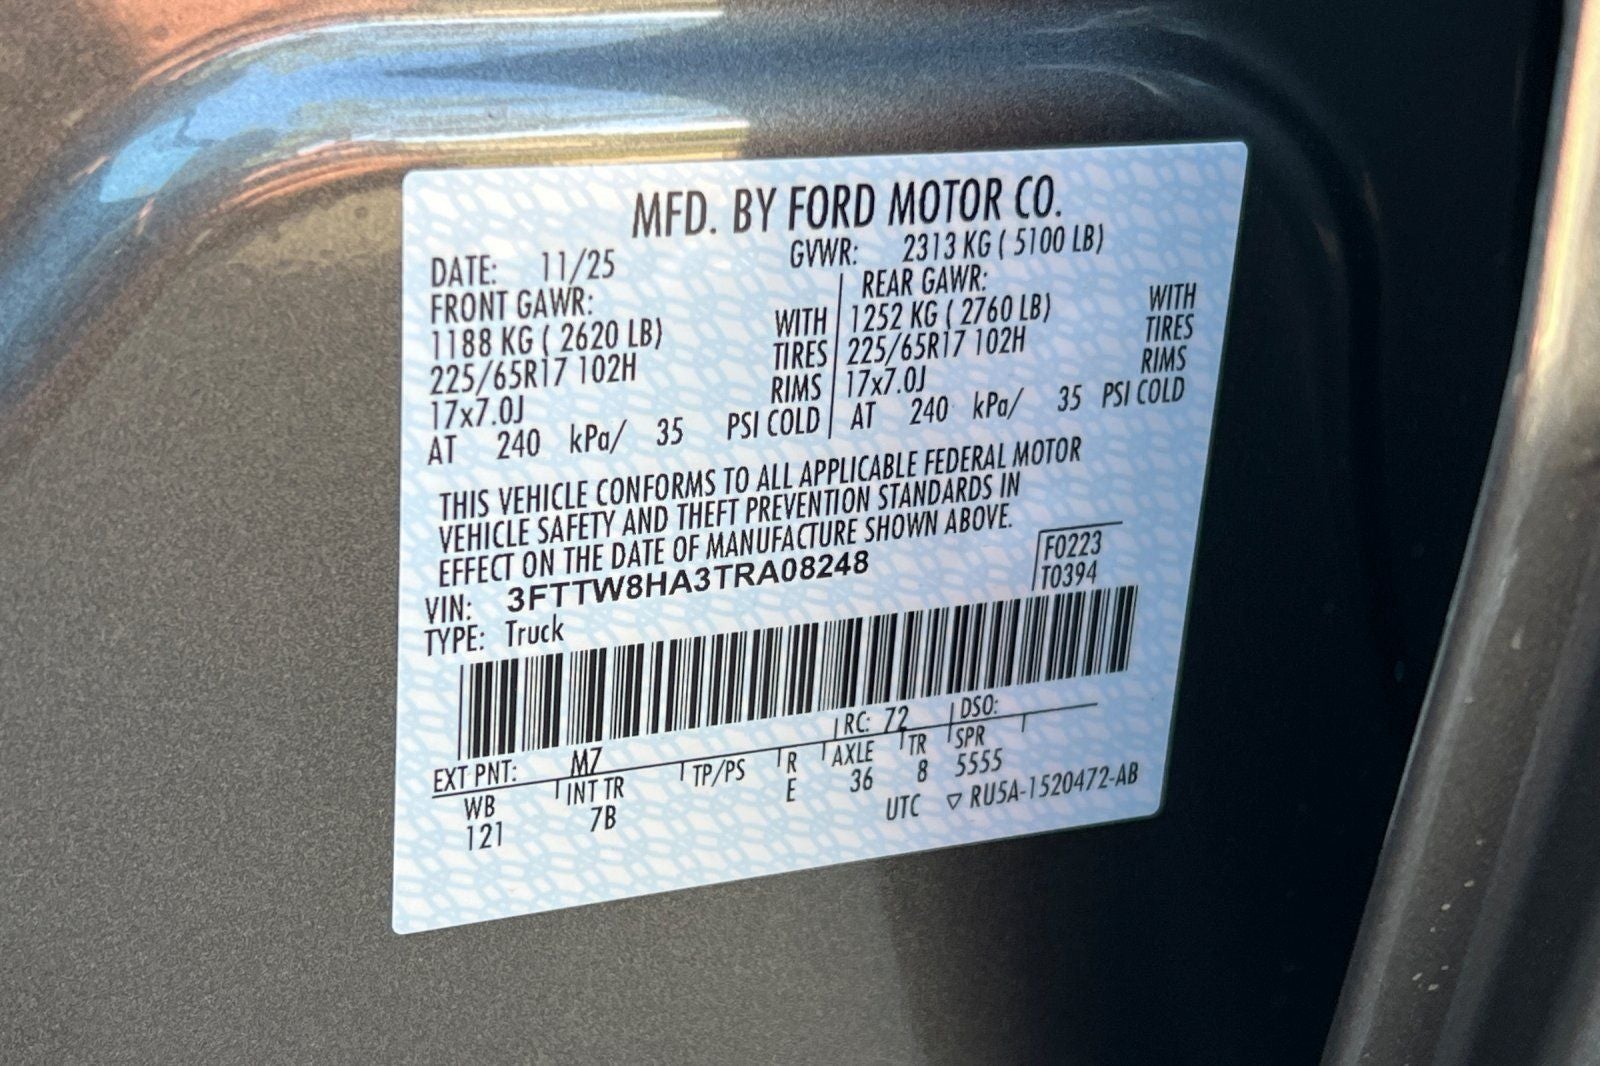 MFD. BY FORD MOTOR CO.
DATE: 11/25 GVWR: 2313 KG ( 5100 LB)
FRONT GAWR: REAR GAWR:
1188 KG ( 2620 LB) WITH 1252 KG ( 2760 LB) WITH
225/65R17 102H TIRES 225/65R17 102H TIRES
17x7.0J RIMS 17x7.0J RIMS
AT 240 kPa/ 35 PSI COLD AT 240 kPa/ 35 PSI COLD
THIS VEHICLE CONFORMS TO ALL APPLICABLE FEDERAL MOTOR
VEHICLE SAFETY AND THEFT PREVENTION STANDARDS IN
EFFECT ON THE DATE OF MANUFACTURE SHOWN ABOVE.
VIN: 3FTTW8HA3TRA08248 F0223
TYPE: Truck T0394
EXT PNT: M7 RC: 72 DSO:
WB INT TR TP/PS R AXLE TR SPR
121 7B E 36 8 5555
UTC ▽ RU5A-1520472-AB